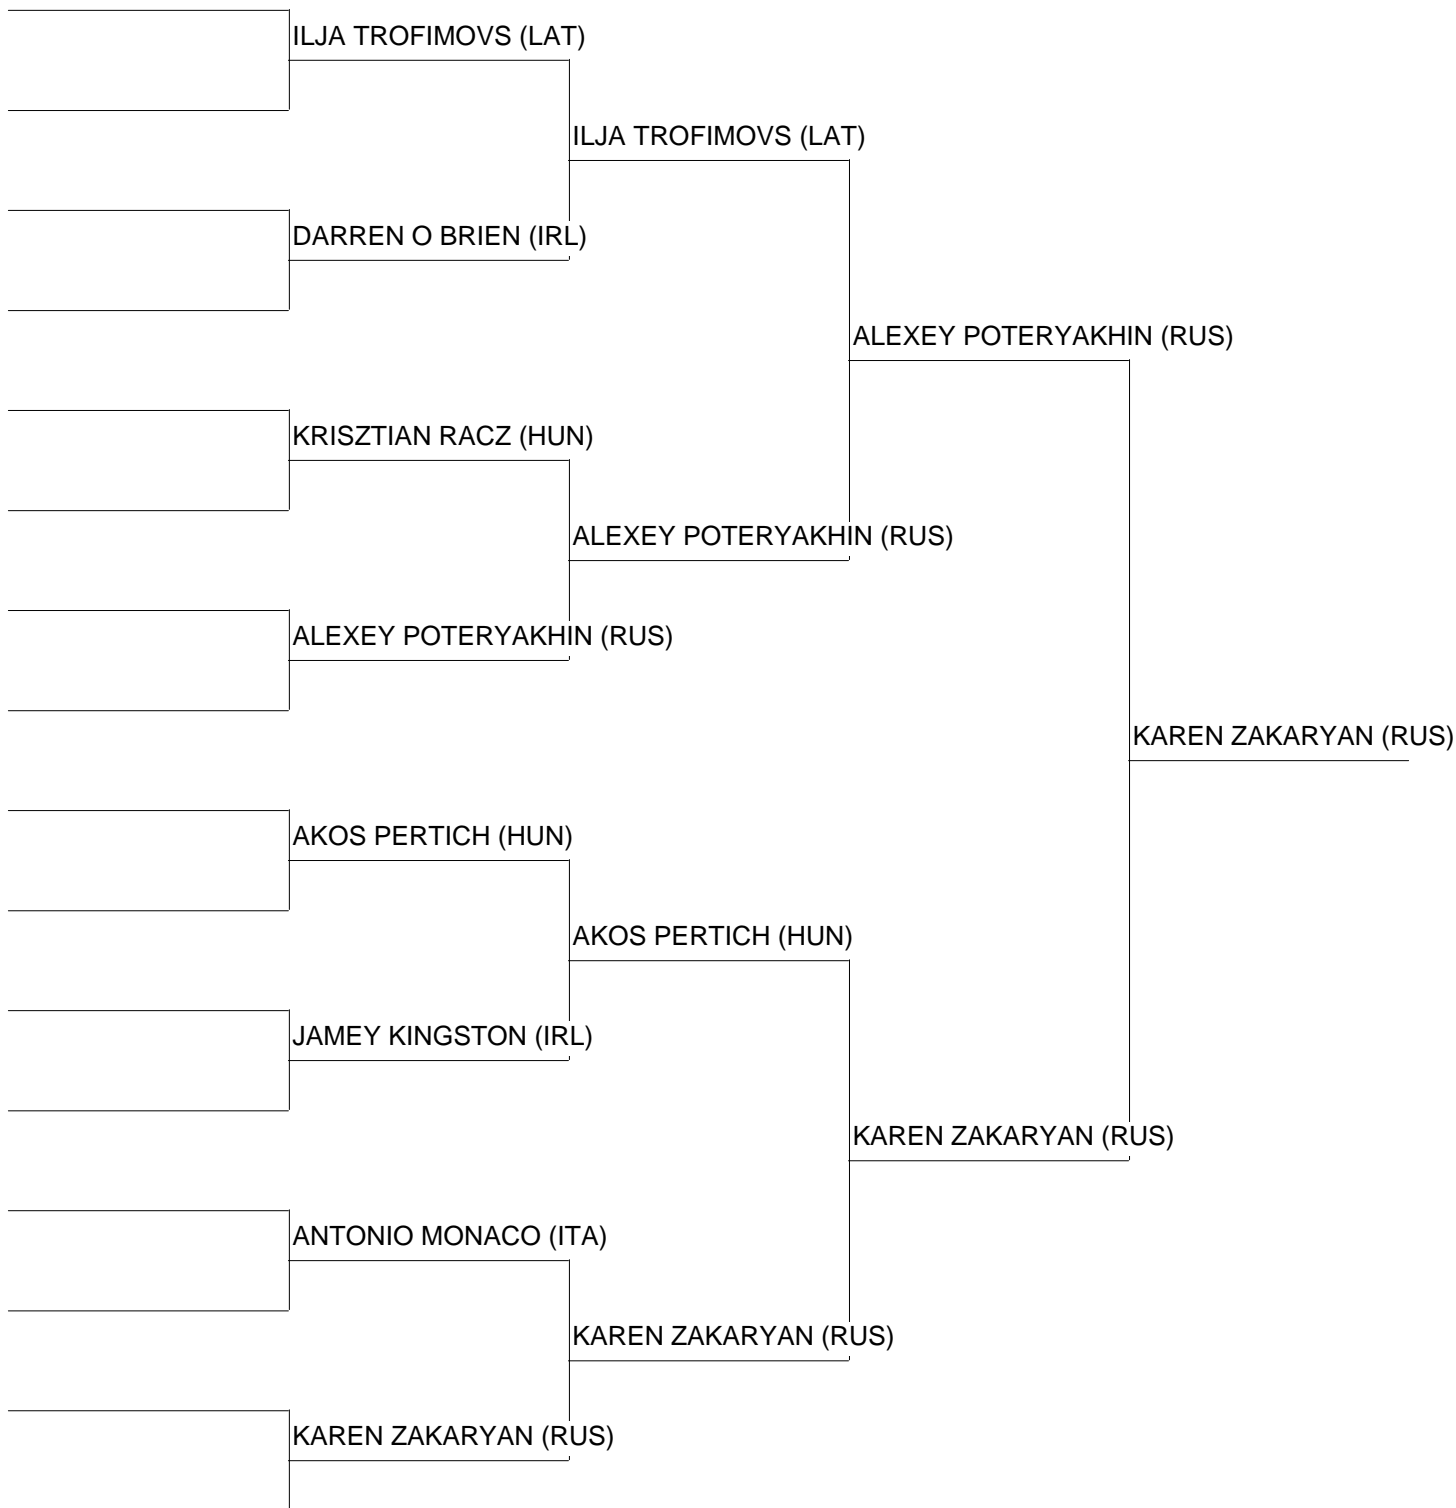 ILJA TROFIMOVS (LAT)
ILJA TROFIMOVS (LAT)
DARREN O BRIEN (IRL)
ALEXEY POTERYAKHIN (RUS)
KRISZTIAN RACZ (HUN)
ALEXEY POTERYAKHIN (RUS)
ALEXEY POTERYAKHIN (RUS)
KAREN ZAKARYAN (RUS)
AKOS PERTICH (HUN)
AKOS PERTICH (HUN)
JAMEY KINGSTON (IRL)
KAREN ZAKARYAN (RUS)
ANTONIO MONACO (ITA)
KAREN ZAKARYAN (RUS)
KAREN ZAKARYAN (RUS)